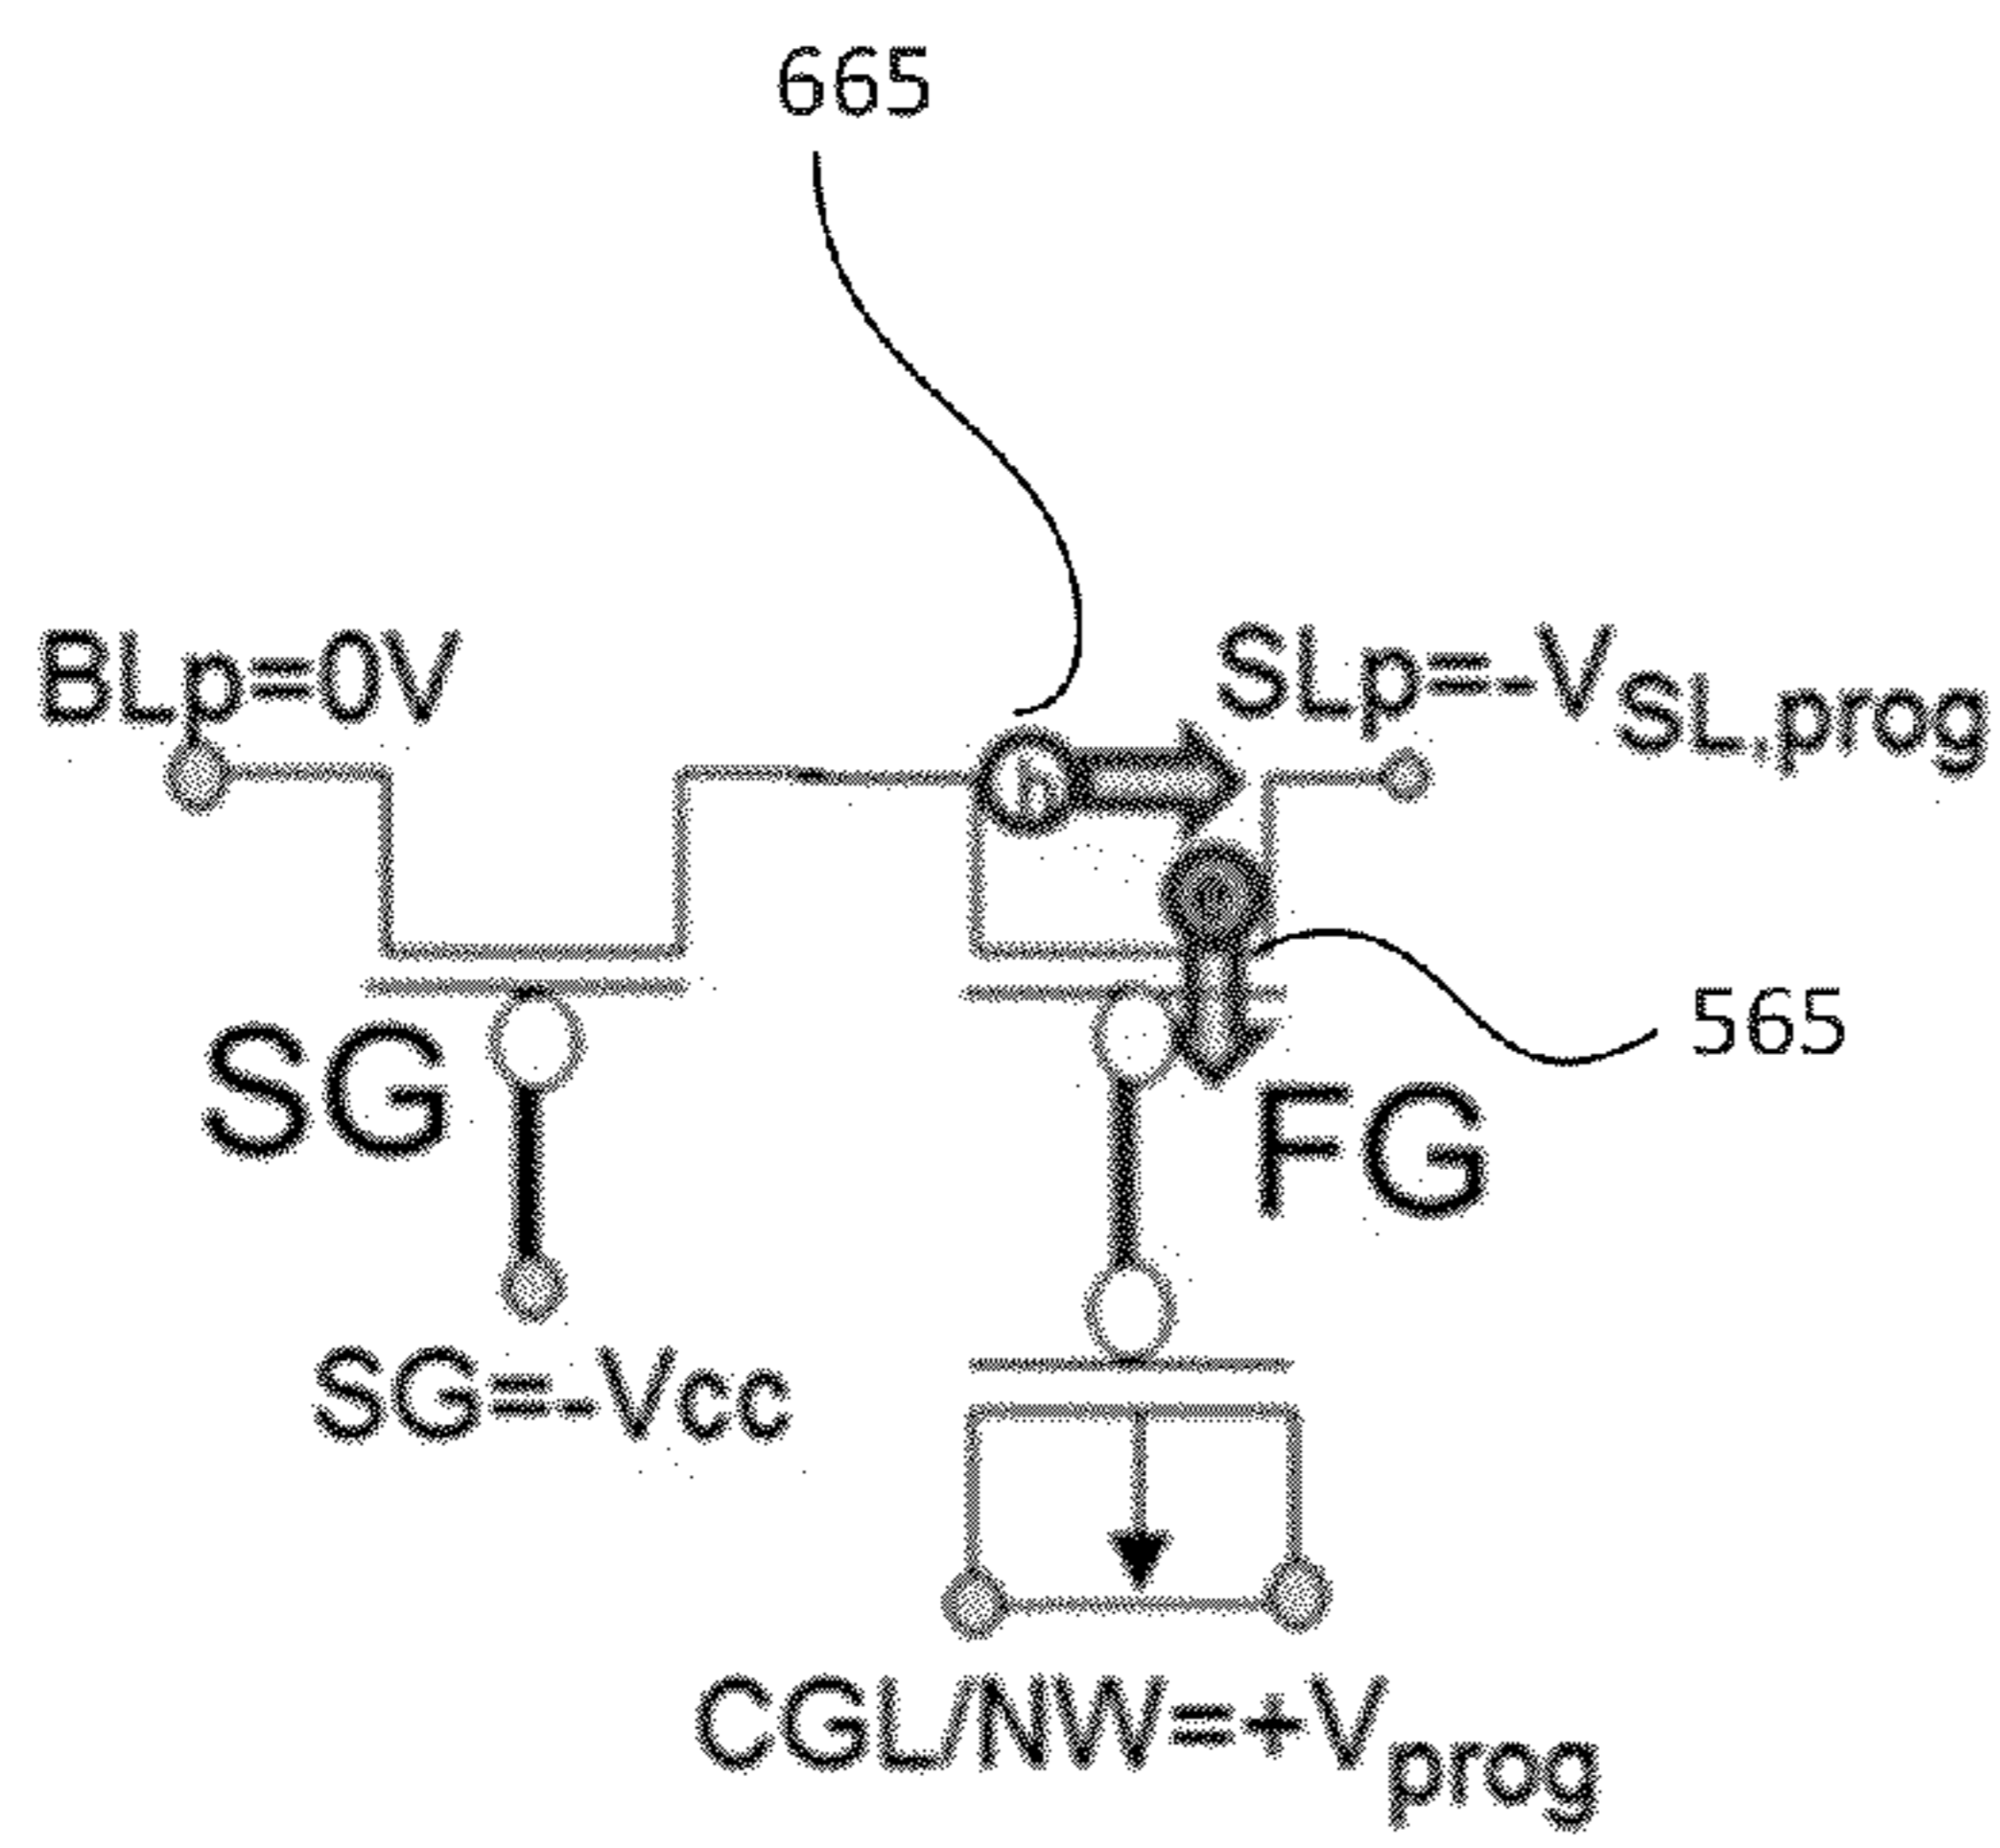 665
BLp=0V
SLp=-VSL,prog
h
e
565
SG
FG
SG=-Vcc
CGL/NW=+Vprog